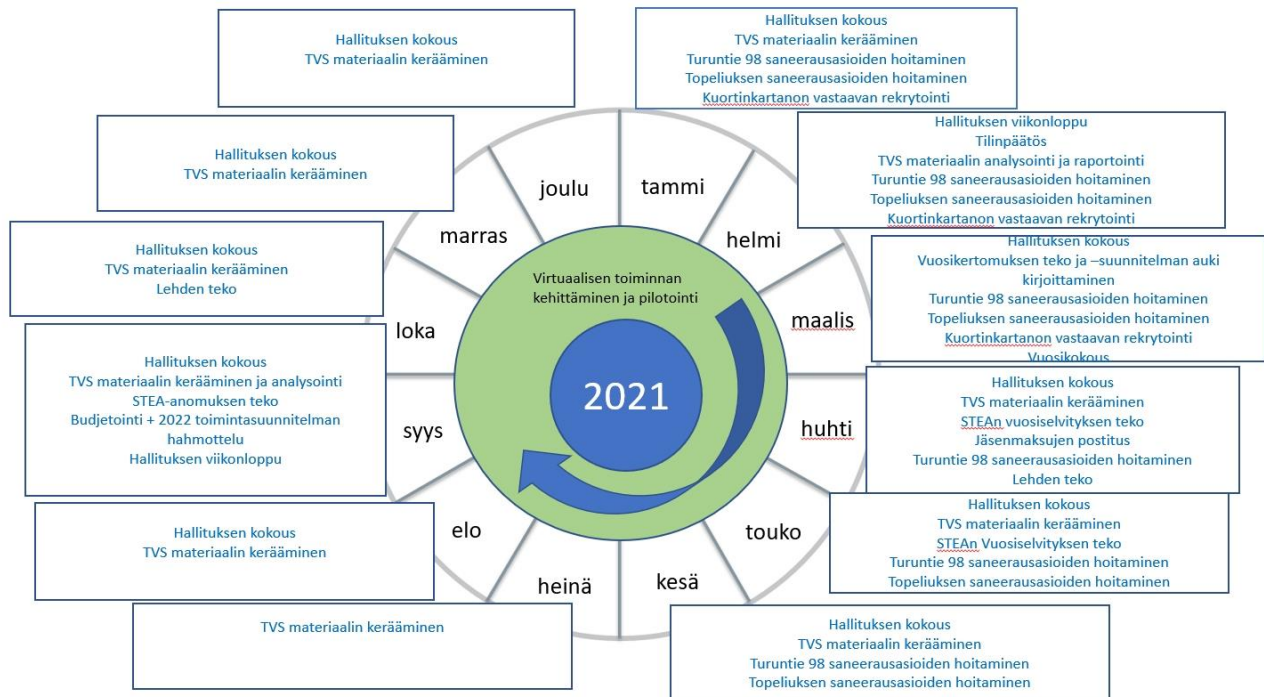 Hallituksen kokous
TVS materiaalin kerääminen
Hallituksen kokous
TVS materiaalin kerääminen
Turuntie 98 saneerausasioiden hoitaminen
Topeliuksen saneerausasioiden hoitaminen
Kuortinkartanon vastaavan rekrytointi
Hallituksen viikonloppu
Tilinpäätös
TVS materiaalin analysointi ja raportointi
Turuntie 98 saneerausasioiden hoitaminen
Topeliuksen saneerausasioiden hoitaminen
Kuortinkartanon vastaavan rekrytointi
Hallituksen kokous
Vuosikertomuksen teko ja –suunnitelman auki
kirjoittaminen
Turuntie 98 saneerausasioiden hoitaminen
Topeliuksen saneerausasioiden hoitaminen
Kuortinkartanon vastaavan rekrytointi
Vuosikokous
Hallituksen kokous
TVS materiaalin kerääminen
STEAn vuosiselvityksen teko
Jäsenmaksujen postitus
Turuntie 98 saneerausasioiden hoitaminen
Lehden teko
Hallituksen kokous
TVS materiaalin kerääminen
STEAn Vuosiselvityksen teko
Turuntie 98 saneerausasioiden hoitaminen
Topeliuksen saneerausasioiden hoitaminen
Hallituksen kokous
TVS materiaalin kerääminen
Turuntie 98 saneerausasioiden hoitaminen
Topeliuksen saneerausasioiden hoitaminen
TVS materiaalin kerääminen
Hallituksen kokous
TVS materiaalin kerääminen
Hallituksen kokous
TVS materiaalin kerääminen ja analysointi
STEA-anomuksen teko
Budjetointi + 2022 toimintasuunnitelman
hahmottelu
Hallituksen viikonloppu
Hallituksen kokous
TVS materiaalin kerääminen
Lehden teko
Hallituksen kokous
TVS materiaalin kerääminen
tammi
helmi
maalis
huhti
touko
kesä
heinä
elo
syys
loka
marras
joulu
Virtuaalisen toiminnan
kehittäminen ja pilotointi
2021